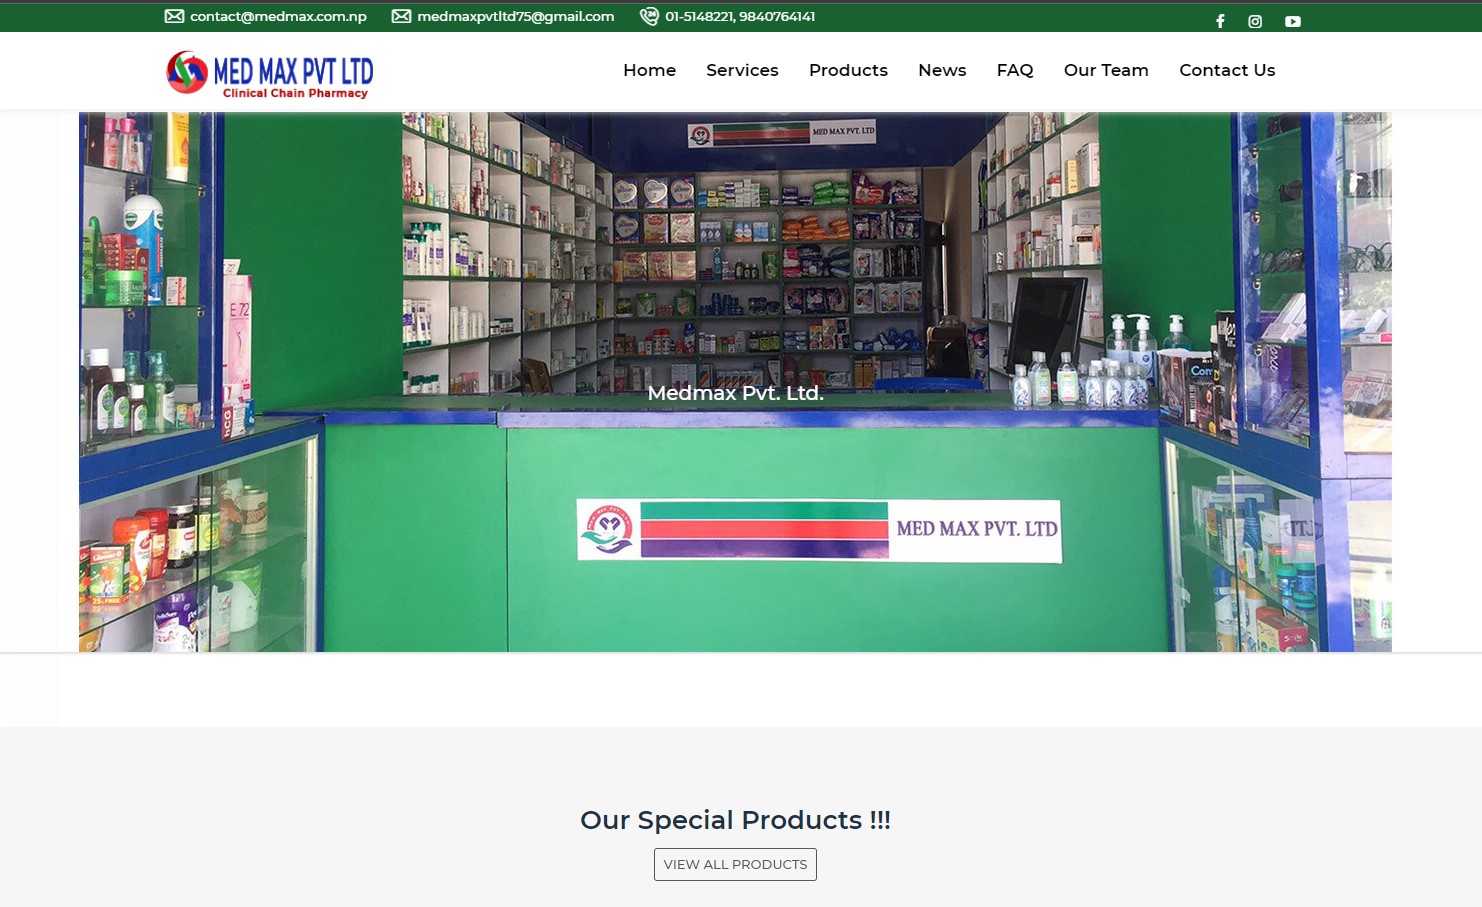 contact@medmax.com.np medmaxpvtltd75@gmail.com 01-5148221, 9840764141
MED MAX PVT LTD
Clinical Chain Pharmacy
Home Services Products News FAQ Our Team Contact Us
MED MAX PVT. LTD
E 72
Medmax Pvt. Ltd.
hCG
MED MAX PVT. LTD
Our Special Products !!!
VIEW ALL PRODUCTS